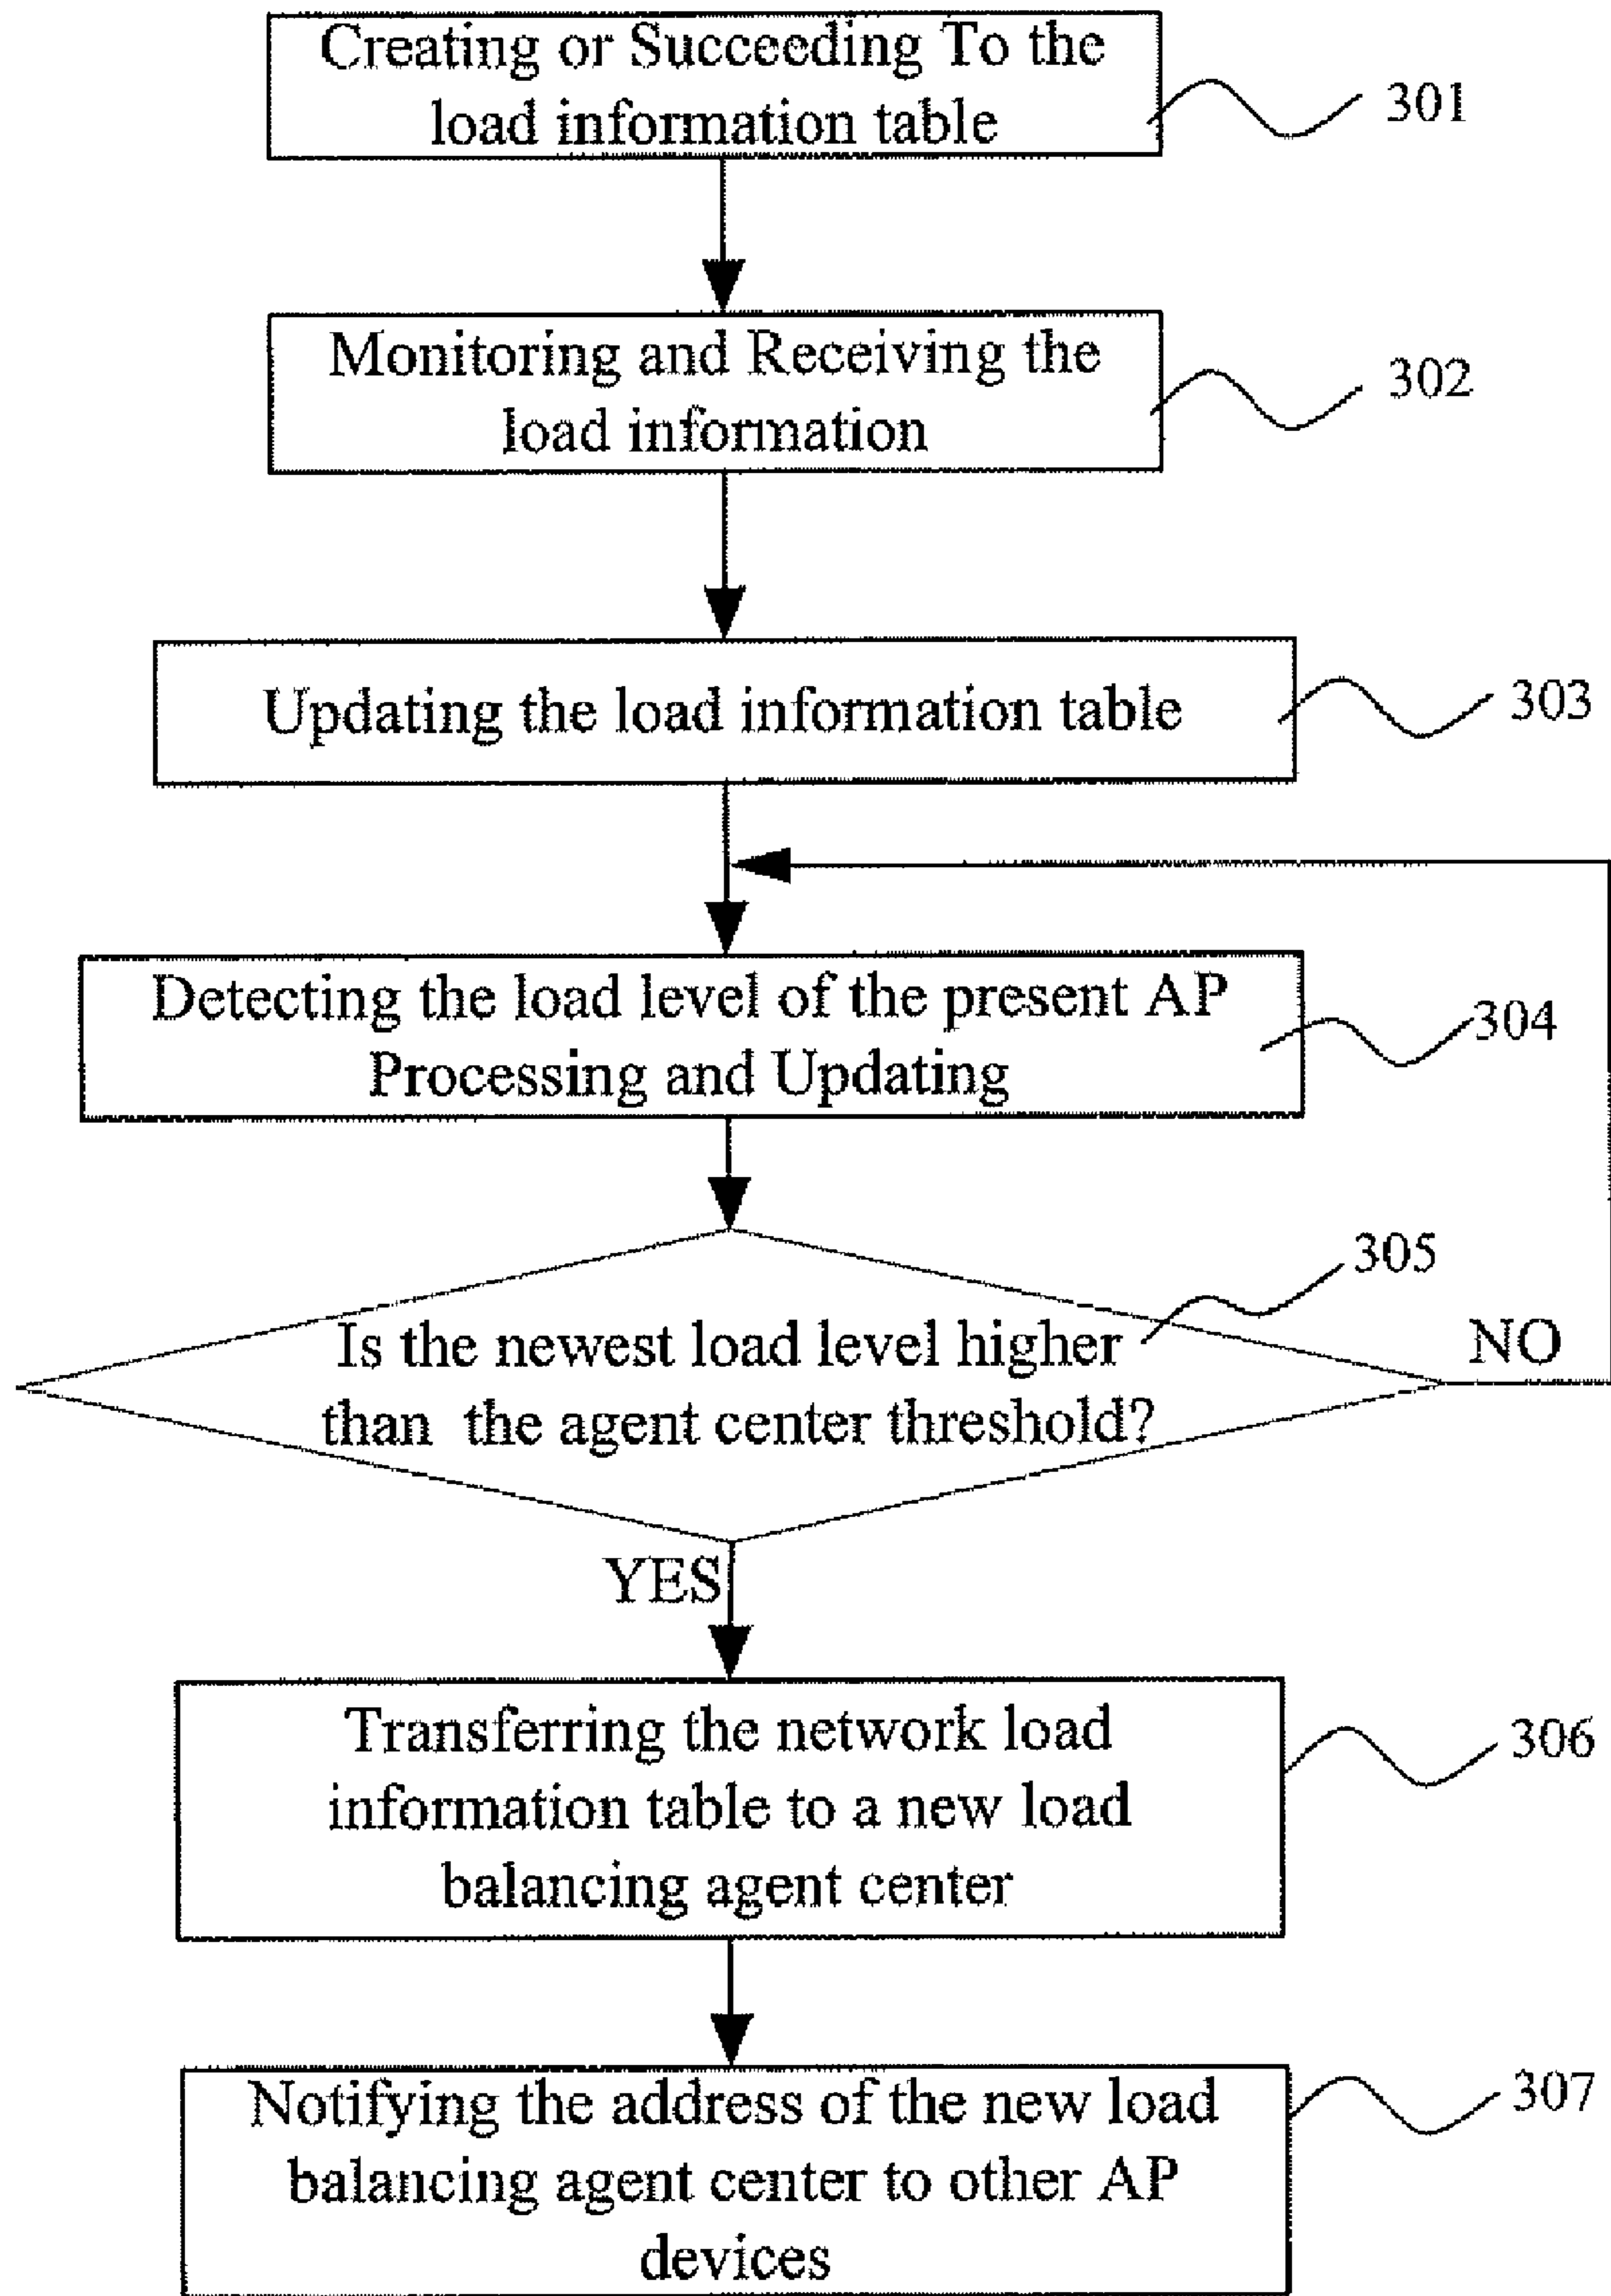 Creating or Succeeding To the
load information table
301
Monitoring and Receiving the
load information
302
Updating the load information table
303
Detecting the load level of the present AP
Processing and Updating
304
305
Is the newest load level higher
than the agent center threshold?
NO
YES
Transferring the network load
information table to a new load
balancing agent center
306
Notifying the address of the new load
balancing agent center to other AP
devices
307